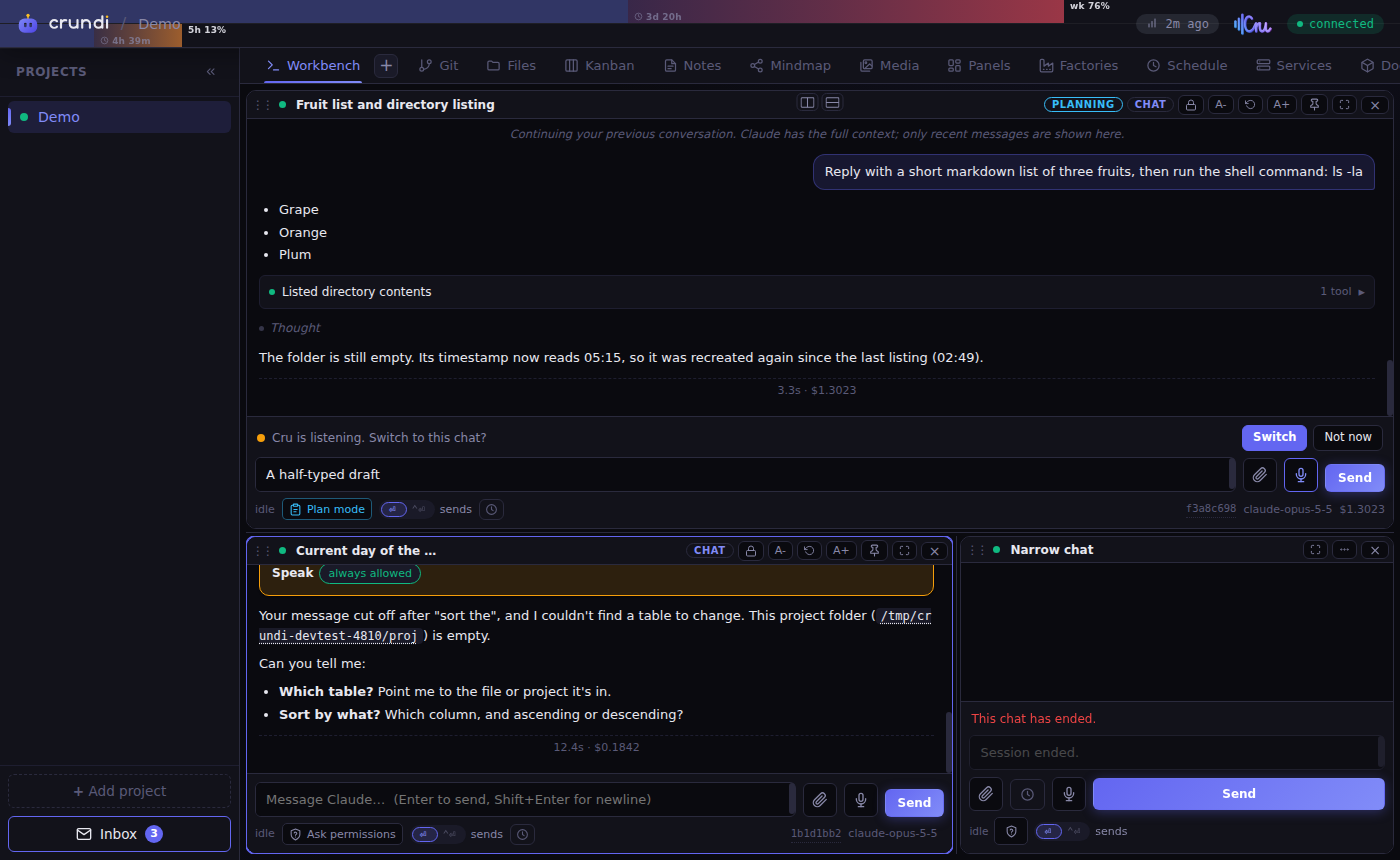 crundi / Demo
3d 20h
wk 76%
4h 39m
5h 13%
2m ago
Cru
connected
PROJECTS «
Workbench + Git Files Kanban Notes Mindmap Media Panels Factories Schedule Services Do
Demo
Fruit list and directory listing
PLANNING CHAT A- A+ ×
Continuing your previous conversation. Claude has the full context; only recent messages are shown here.
Reply with a short markdown list of three fruits, then run the shell command: ls -la
• Grape
• Orange
• Plum
Listed directory contents 1 tool ▸
Thought
The folder is still empty. Its timestamp now reads 05:15, so it was recreated again since the last listing (02:49).
3.3s · $1.3023
Cru is listening. Switch to this chat? Switch Not now
A half-typed draft Send
idle Plan mode sends f3a8c698 claude-opus-5-5 $1.3023
Current day of the … CHAT A- A+ ×
Speak always allowed
Your message cut off after "sort the", and I couldn't find a table to change. This project folder (/tmp/cr
undi-devtest-4810/proj) is empty.
Can you tell me:
• Which table? Point me to the file or project it's in.
• Sort by what? Which column, and ascending or descending?
12.4s · $0.1842
Message Claude... (Enter to send, Shift+Enter for newline) Send
idle Ask permissions sends 1b1d1bb2 claude-opus-5-5
Narrow chat ··· ×
This chat has ended.
Session ended.
Send
idle sends
+ Add project
Inbox 3